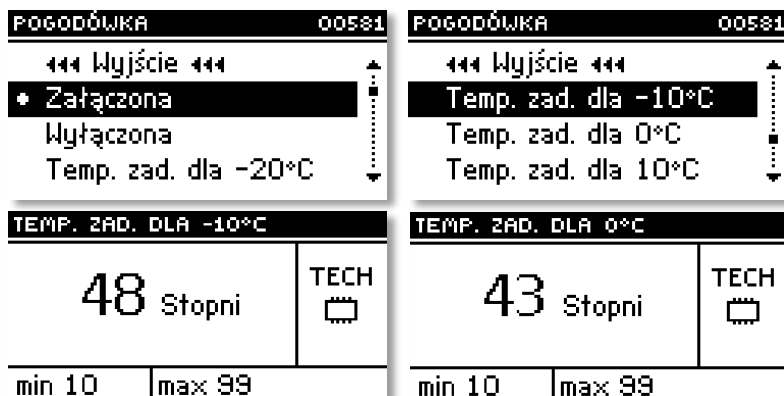 POGODÓWKA 00581
◄◄◄ Wyjście ◄◄◄
• Załączona
Wyłączona
Temp. zad. dla -20°C
POGODÓWKA 00581
◄◄◄ Wyjście ◄◄◄
Temp. zad. dla -10°C
Temp. zad. dla 0°C
Temp. zad. dla 10°C
TEMP. ZAD. DLA -10°C
48 Stopni
TECH
min 10 max 99
TEMP. ZAD. DLA 0°C
43 Stopni
TECH
min 10 max 99